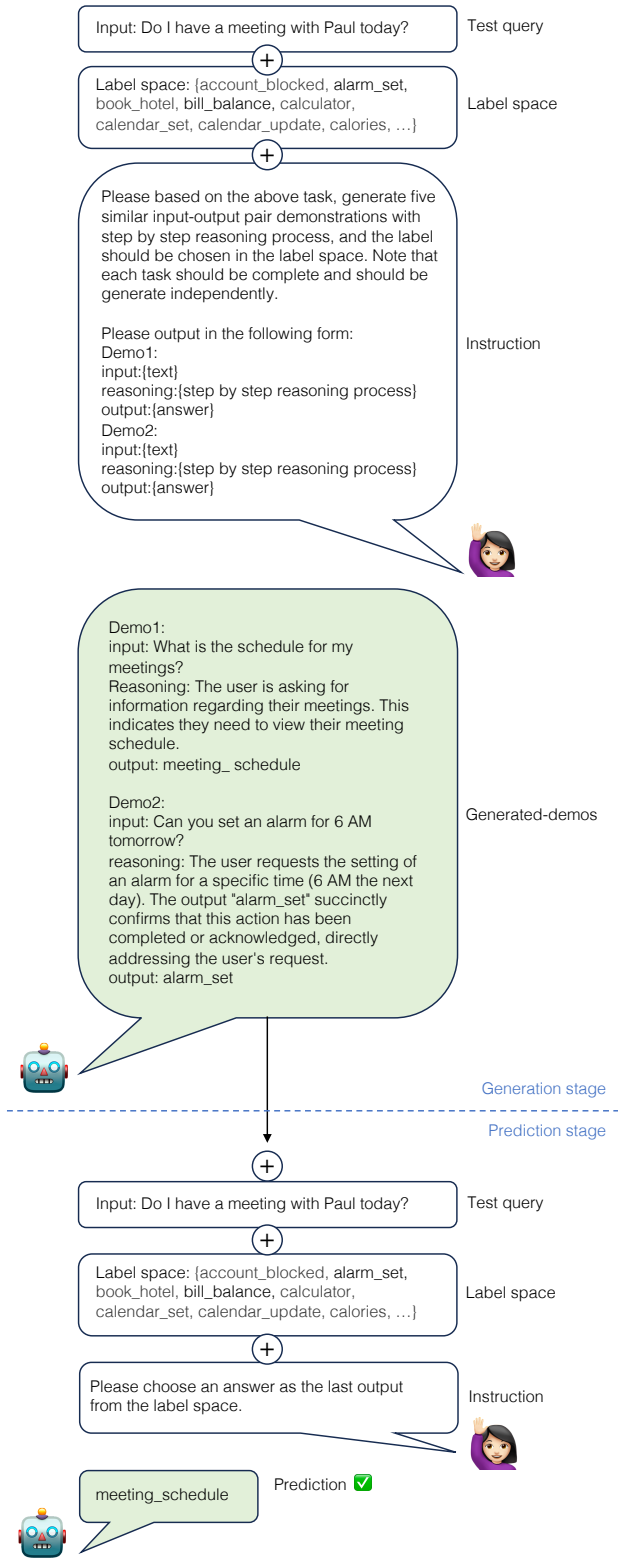 Input: Do I have a meeting with Paul today?
Test query
+
Label space: {account_blocked, alarm_set,
book_hotel, bill_balance, calculator,
calendar_set, calendar_update, calories, …}
Label space
+
Please based on the above task, generate five
similar input-output pair demonstrations with
step by step reasoning process, and the label
should be chosen in the label space. Note that
each task should be complete and should be
generate independently.
Please output in the following form:
Demo1:
input:{text}
reasoning:{step by step reasoning process}
output:{answer}
Demo2:
input:{text}
reasoning:{step by step reasoning process}
output:{answer}
Instruction
Demo1:
input: What is the schedule for my
meetings?
Reasoning: The user is asking for
information regarding their meetings. This
indicates they need to view their meeting
schedule.
output: meeting_ schedule
Demo2:
input: Can you set an alarm for 6 AM
tomorrow?
reasoning: The user requests the setting of
an alarm for a specific time (6 AM the next
day). The output "alarm_set" succinctly
confirms that this action has been
completed or acknowledged, directly
addressing the user's request.
output: alarm_set
Generated-demos
Generation stage
Prediction stage
+
Input: Do I have a meeting with Paul today?
Test query
+
Label space: {account_blocked, alarm_set,
book_hotel, bill_balance, calculator,
calendar_set, calendar_update, calories, …}
Label space
+
Please choose an answer as the last output
from the label space.
Instruction
meeting_schedule
Prediction ✅